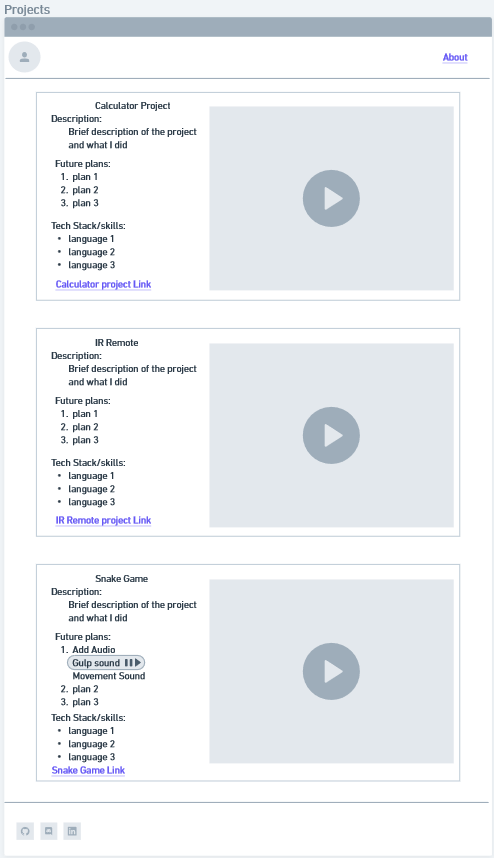 Projects
About
Calculator Project
Description:
Brief description of the project
and what I did
Future plans:
1. plan 1
2. plan 2
3. plan 3
Tech Stack/skills:
• language 1
• language 2
• language 3
Calculator project Link
IR Remote
Description:
Brief description of the project
and what I did
Future plans:
1. plan 1
2. plan 2
3. plan 3
Tech Stack/skills:
• language 1
• language 2
• language 3
IR Remote project Link
Snake Game
Description:
Brief description of the project
and what I did
Future plans:
1. Add Audio
Gulp sound
Movement Sound
2. plan 2
3. plan 3
Tech Stack/skills:
• language 1
• language 2
• language 3
Snake Game Link